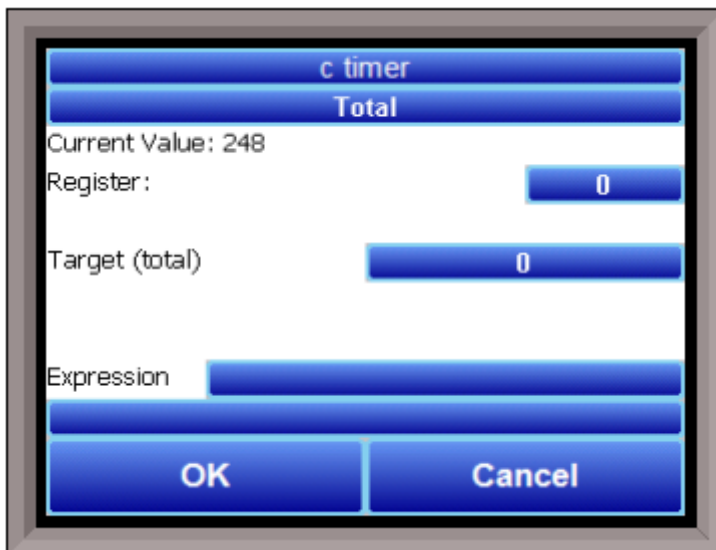 c timer
Total
Current Value: 248
Register: 0
Target (total) 0
Expression
OK Cancel